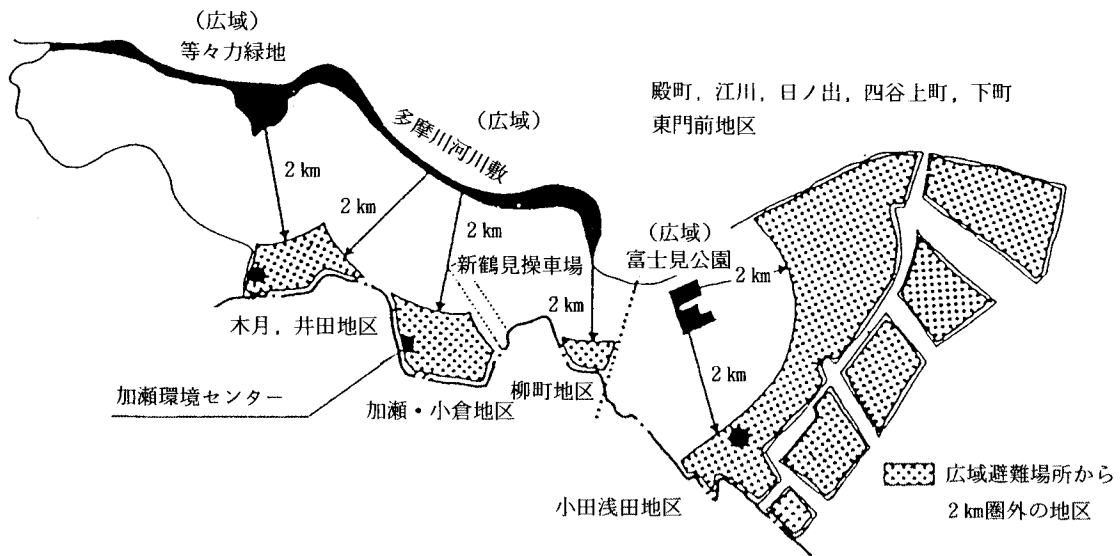 (広域)
等々力緑地
多摩川河川敷
(広域)
殿町，江川，日ノ出，四谷上町，下町
東門前地区
2 km
2 km
2 km
新鶴見操車場
(広域)
富士見公園
2 km
2 km
木月，井田地区
加瀬環境センター
加瀬・小倉地区
柳町地区
2 km
小田浅田地区
広域避難場所から
2 km圏外の地区